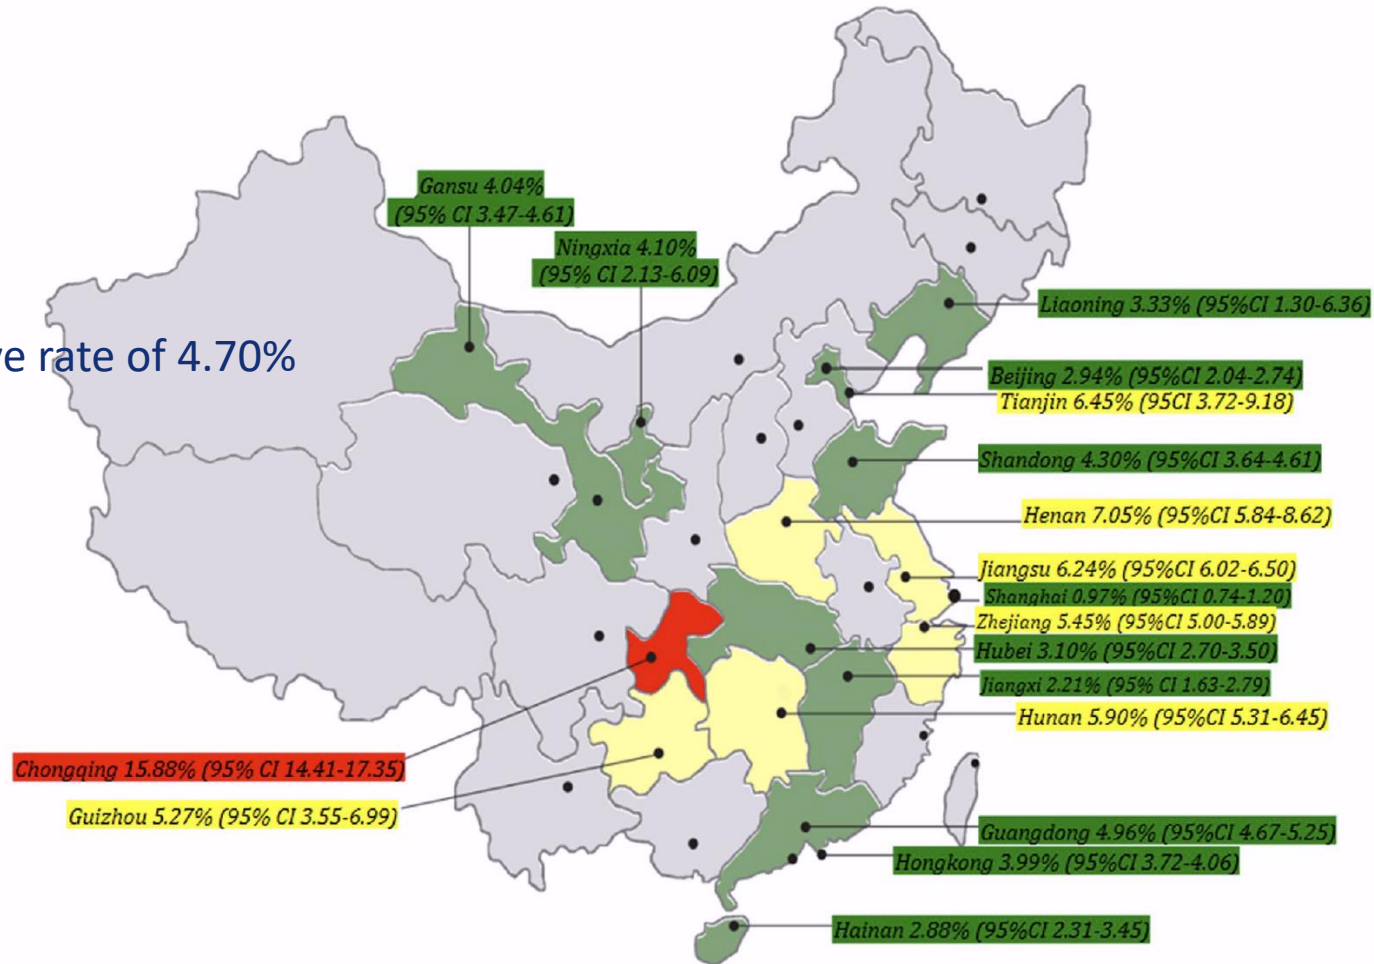 Gansu 4.04%
(95% CI 3.47-4.61)
Ningxia 4.10%
(95% CI 2.13-6.09)
Liaoning 3.33% (95%CI 1.30-6.36)
rate of 4.70%
Beijing 2.94% (95%CI 2.04-2.74)
Tianjin 6.45% (95CI 3.72-9.18)
Shandong 4.30% (95%CI 3.64-4.61)
Henan 7.05% (95%CI 5.84-8.62)
Jiangsu 6.24% (95%CI 6.02-6.50)
Shanghai 0.97% (95%CI 0.74-1.20)
Zhejiang 5.45% (95%CI 5.00-5.89)
Hubei 3.10% (95%CI 2.70-3.50)
Jiangxi 2.21% (95% CI 1.63-2.79)
Hunan 5.90% (95%CI 5.31-6.45)
Chongqing 15.88% (95% CI 14.41-17.35)
Guizhou 5.27% (95% CI 3.55-6.99)
Guangdong 4.96% (95%CI 4.67-5.25)
Hongkong 3.99% (95%CI 3.72-4.06)
Hainan 2.88% (95%CI 2.31-3.45)